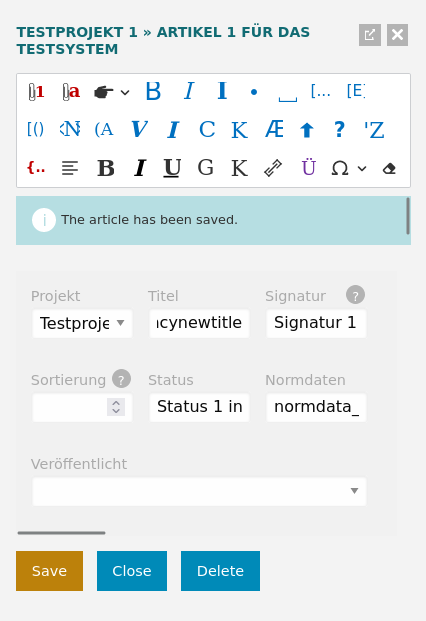 TESTPROJEKT 1 » ARTIKEL 1 FÜR DAS
TESTSYSTEM
1 a B I I • [... [E]
[() <N> (A V I C K Æ ? 'Z
{.. B I U G K Ü Ω
The article has been saved.
Projekt Titel Signatur ?
Testproje cynewtitle Signatur 1
Sortierung ? Status Normdaten
Status 1 in normdata_
Veröffentlicht
Save Close Delete